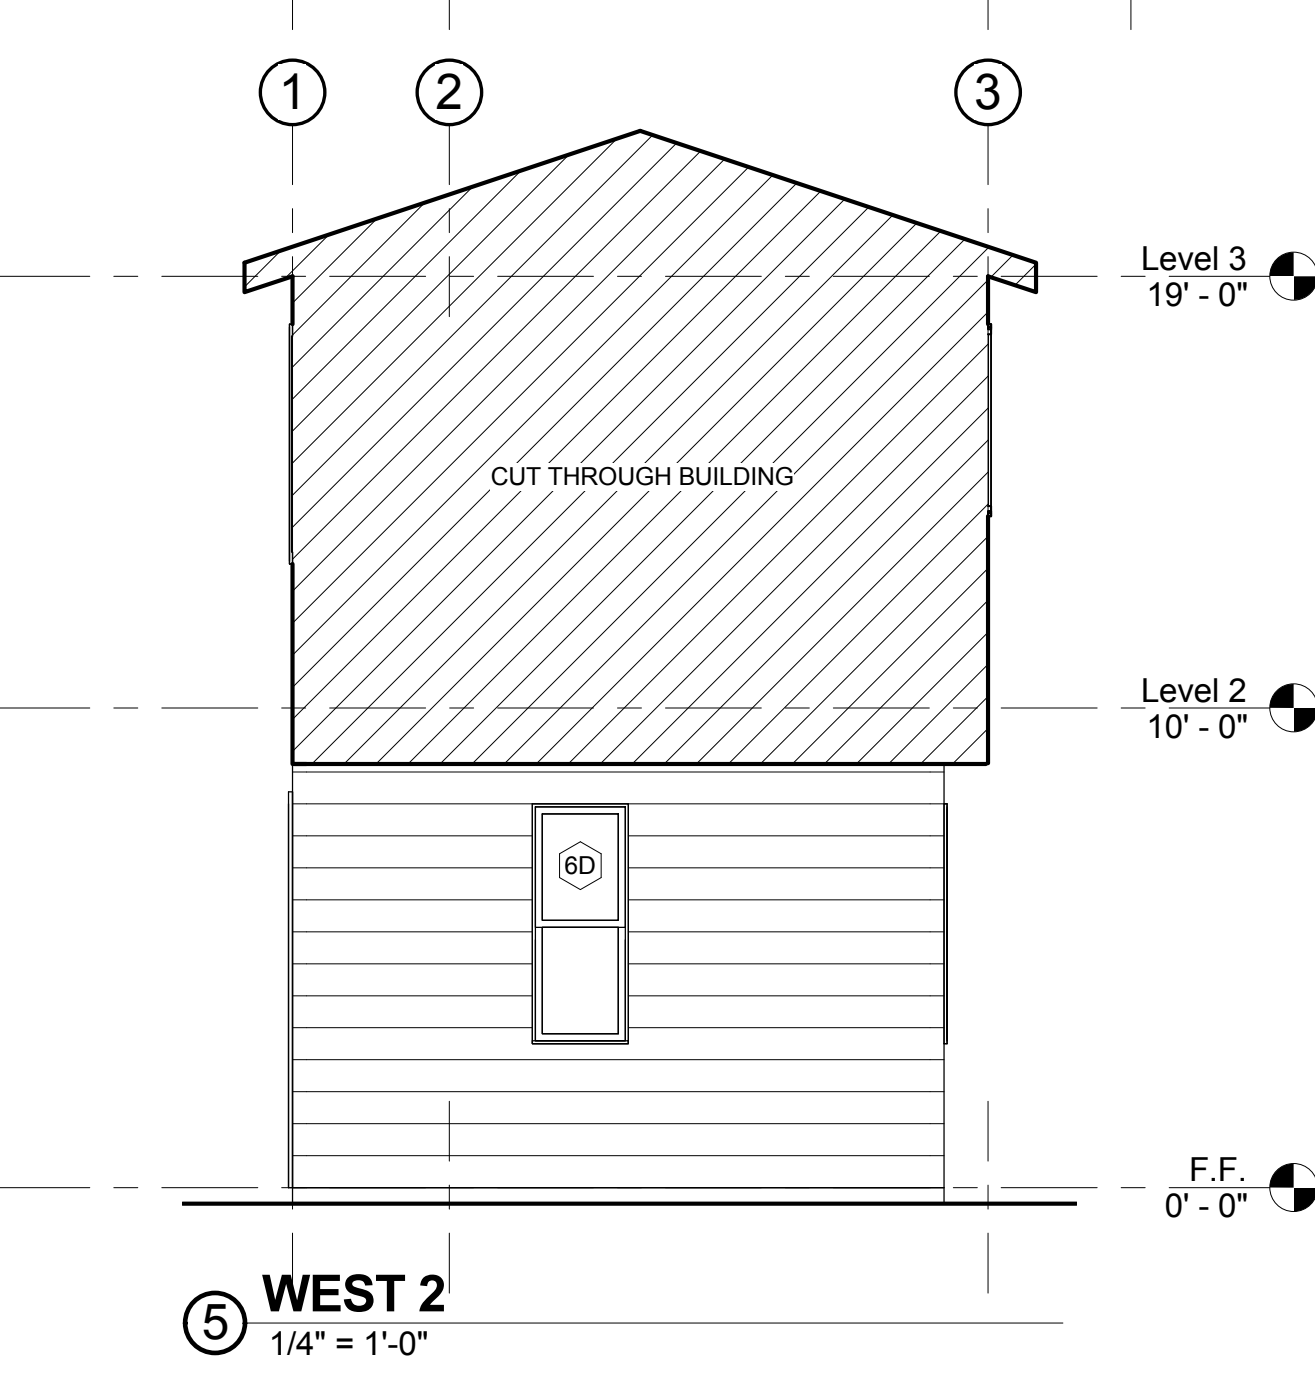 1 2 3
Level 3
19' - 0"
CUT THROUGH BUILDING
Level 2
10' - 0"
6D
F.F.
0' - 0"
5 WEST 2
1/4" = 1'-0"